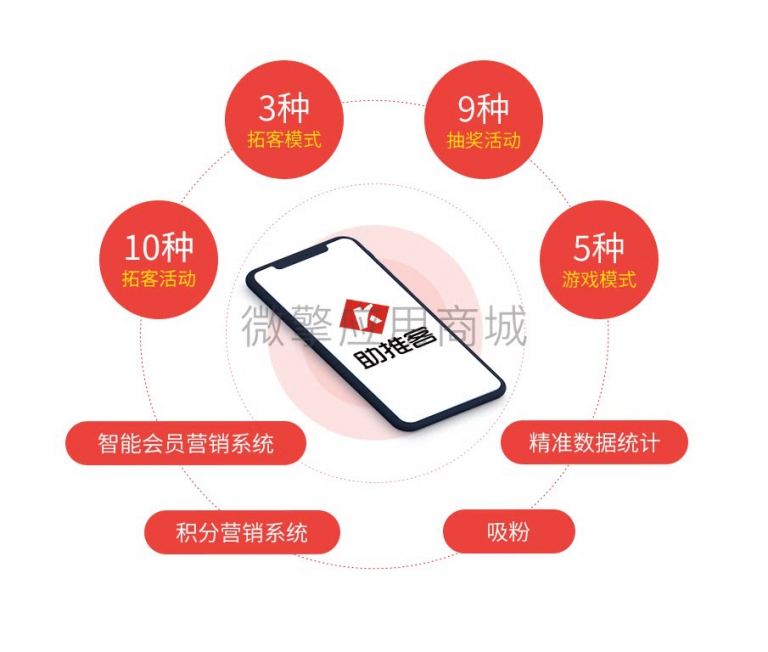 3种
拓客模式
9种
抽奖活动
10种
拓客活动
5种
游戏模式
微擎应用商城
助推客
智能会员营销系统
精准数据统计
积分营销系统
吸粉